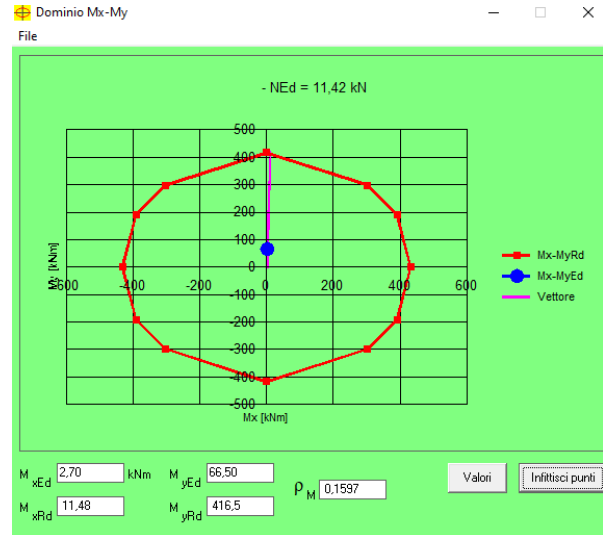 Dominio Mx-My
File
- NEd = 11,42 kN
500
400
300
200
100
0
-100
-200
-300
-400
-500
-600 -400 -200 0 200 400 600
Mx [kNm]
Mx-MyRd
Mx-MyEd
Vettore
M xEd 2,70 kNm M yEd 66,50
M xRd 11,48 M yRd 416,5
ρ M 0,1597
Valori
Infittisci punti